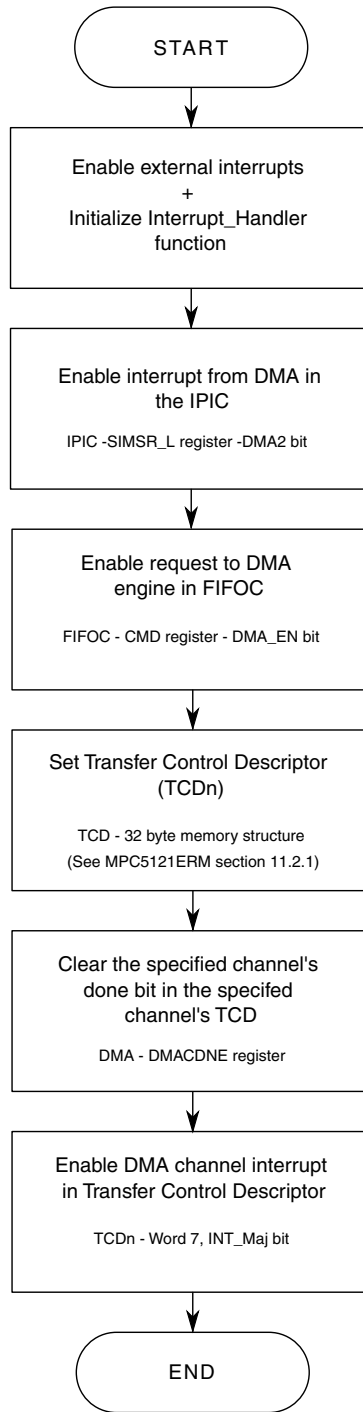 START
Enable external interrupts
+
Initialize Interrupt_Handler
function
Enable interrupt from DMA in
the IPIC
IPIC -SIMSR_L register -DMA2 bit
Enable request to DMA
engine in FIFOC
FIFOC - CMD register - DMA_EN bit
Set Transfer Control Descriptor
(TCDn)
TCD - 32 byte memory structure
(See MPC5121ERM section 11.2.1)
Clear the specified channel's
done bit in the specifed
channel's TCD
DMA - DMACDNE register
Enable DMA channel interrupt
in Transfer Control Descriptor
TCDn - Word 7, INT_Maj bit
END